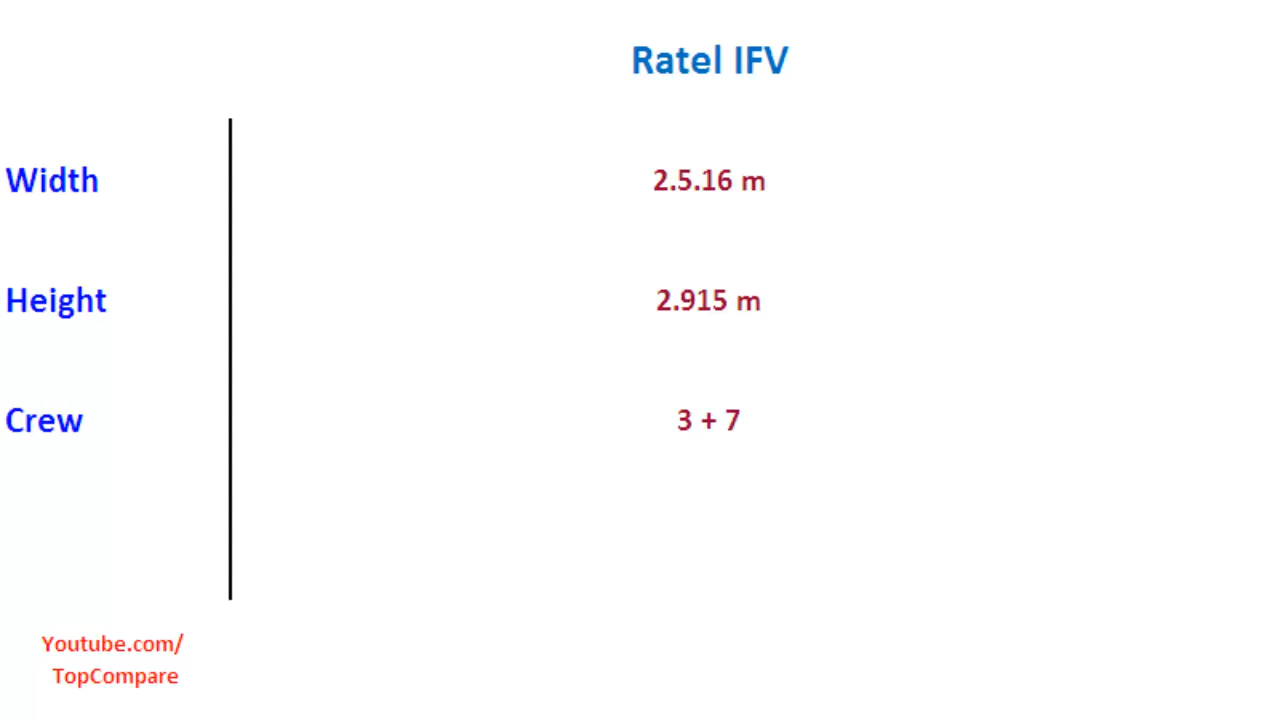 Ratel IFV
Width 2.5.16 m
Height 2.915 m
Crew 3 + 7
Youtube.com/
TopCompare